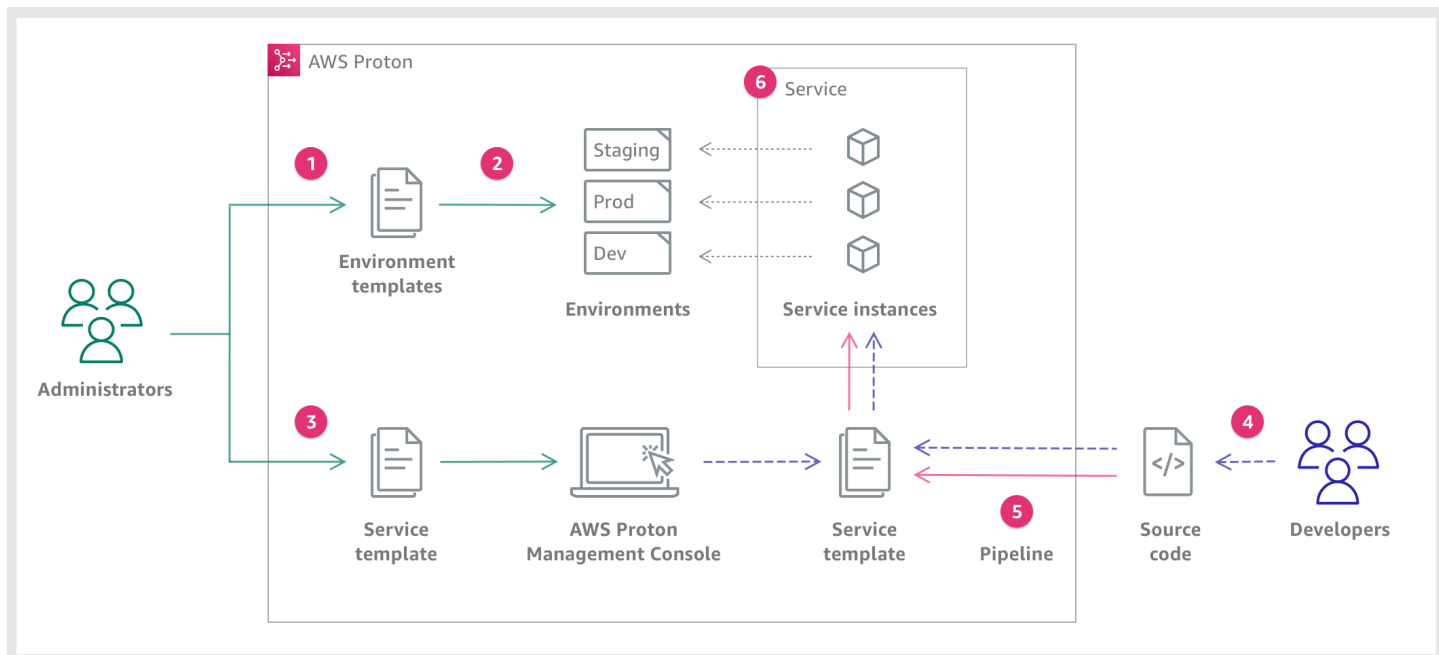 AWS Proton
6
Service
1
2
Staging
Prod
Dev
Environment
templates
Environments
Service instances
Administrators
3
4
</>
5
Service
template
AWS Proton
Management Console
Service
template
Pipeline
Source
code
Developers